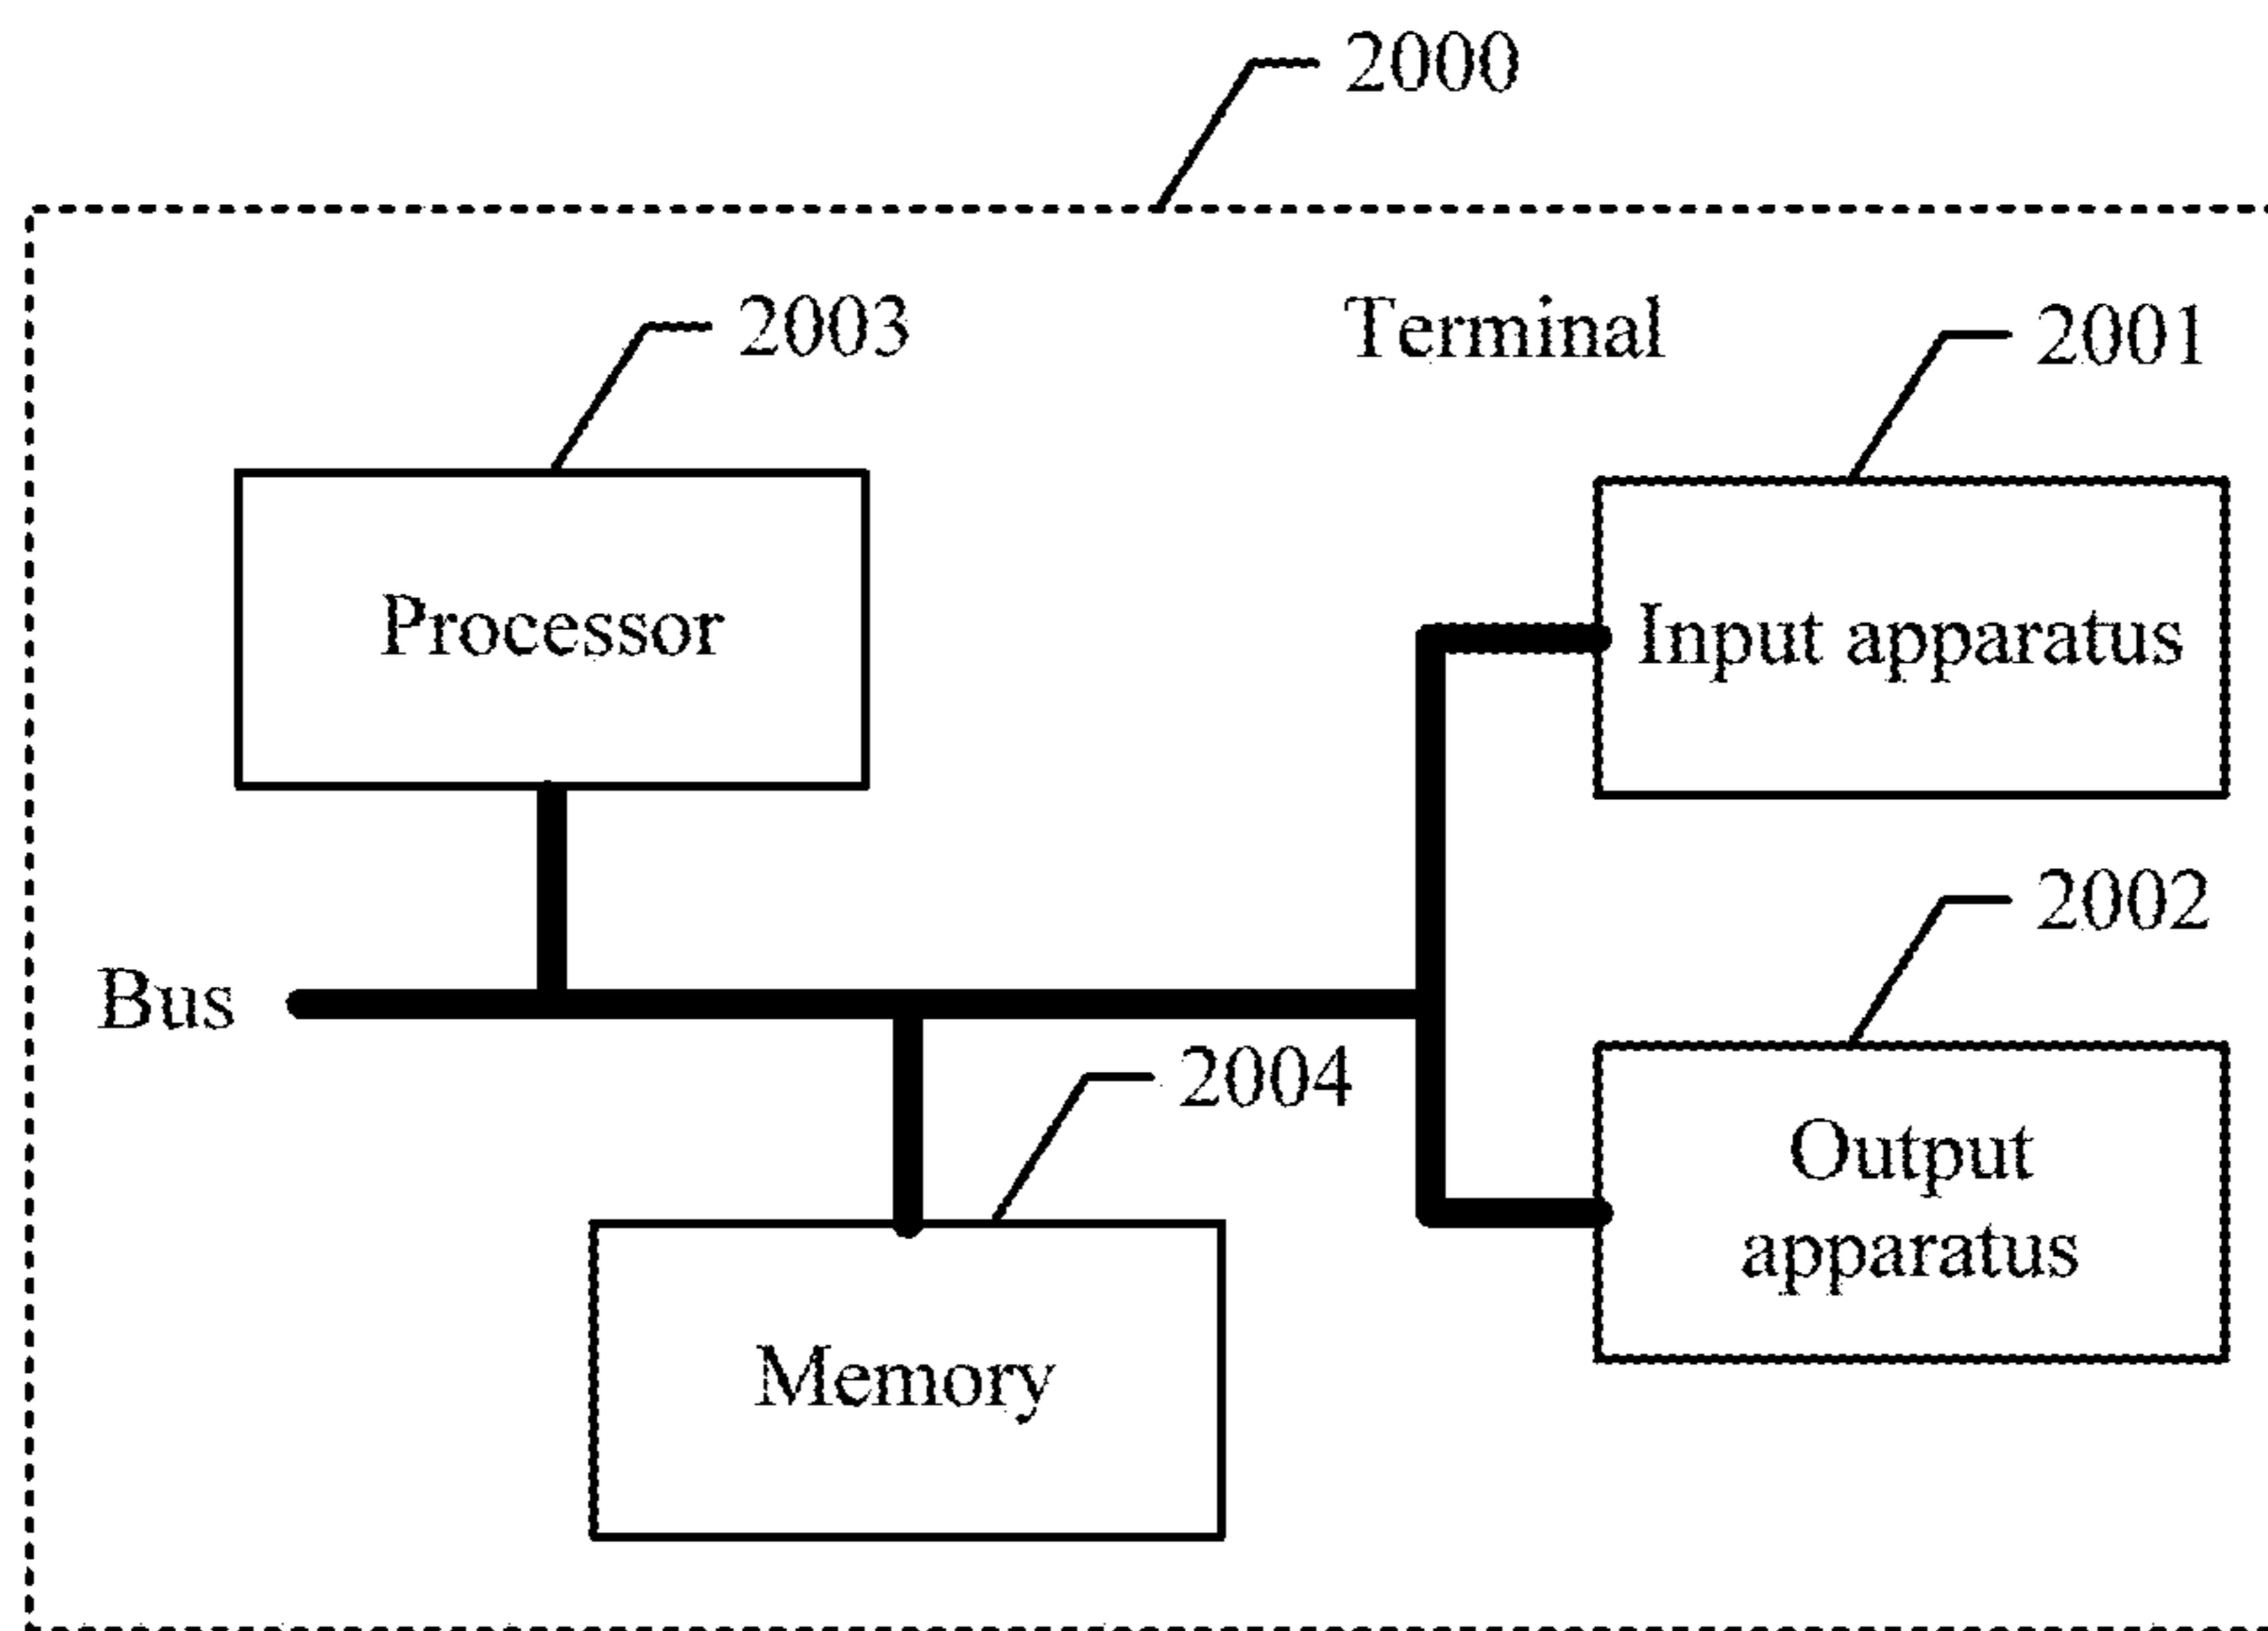 2000
2003
Terminal
2001
Processor
Input apparatus
2002
Bus
2004
Output
apparatus
Memory